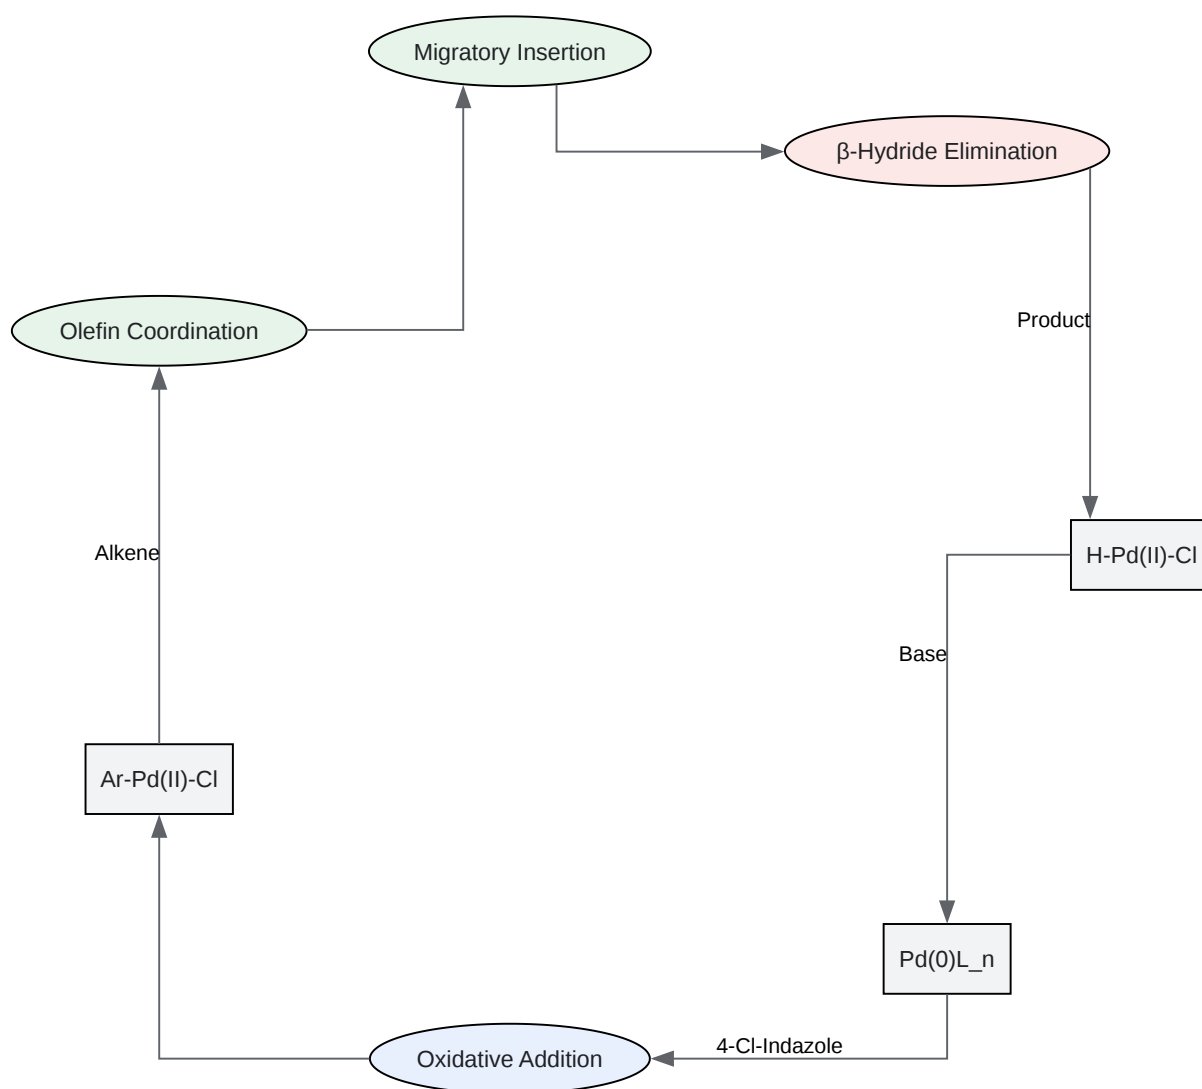 Migratory Insertion
β-Hydride Elimination
Product
Olefin Coordination
Alkene
H-Pd(II)-Cl
Base
Ar-Pd(II)-Cl
Pd(0)L_n
4-Cl-Indazole
Oxidative Addition